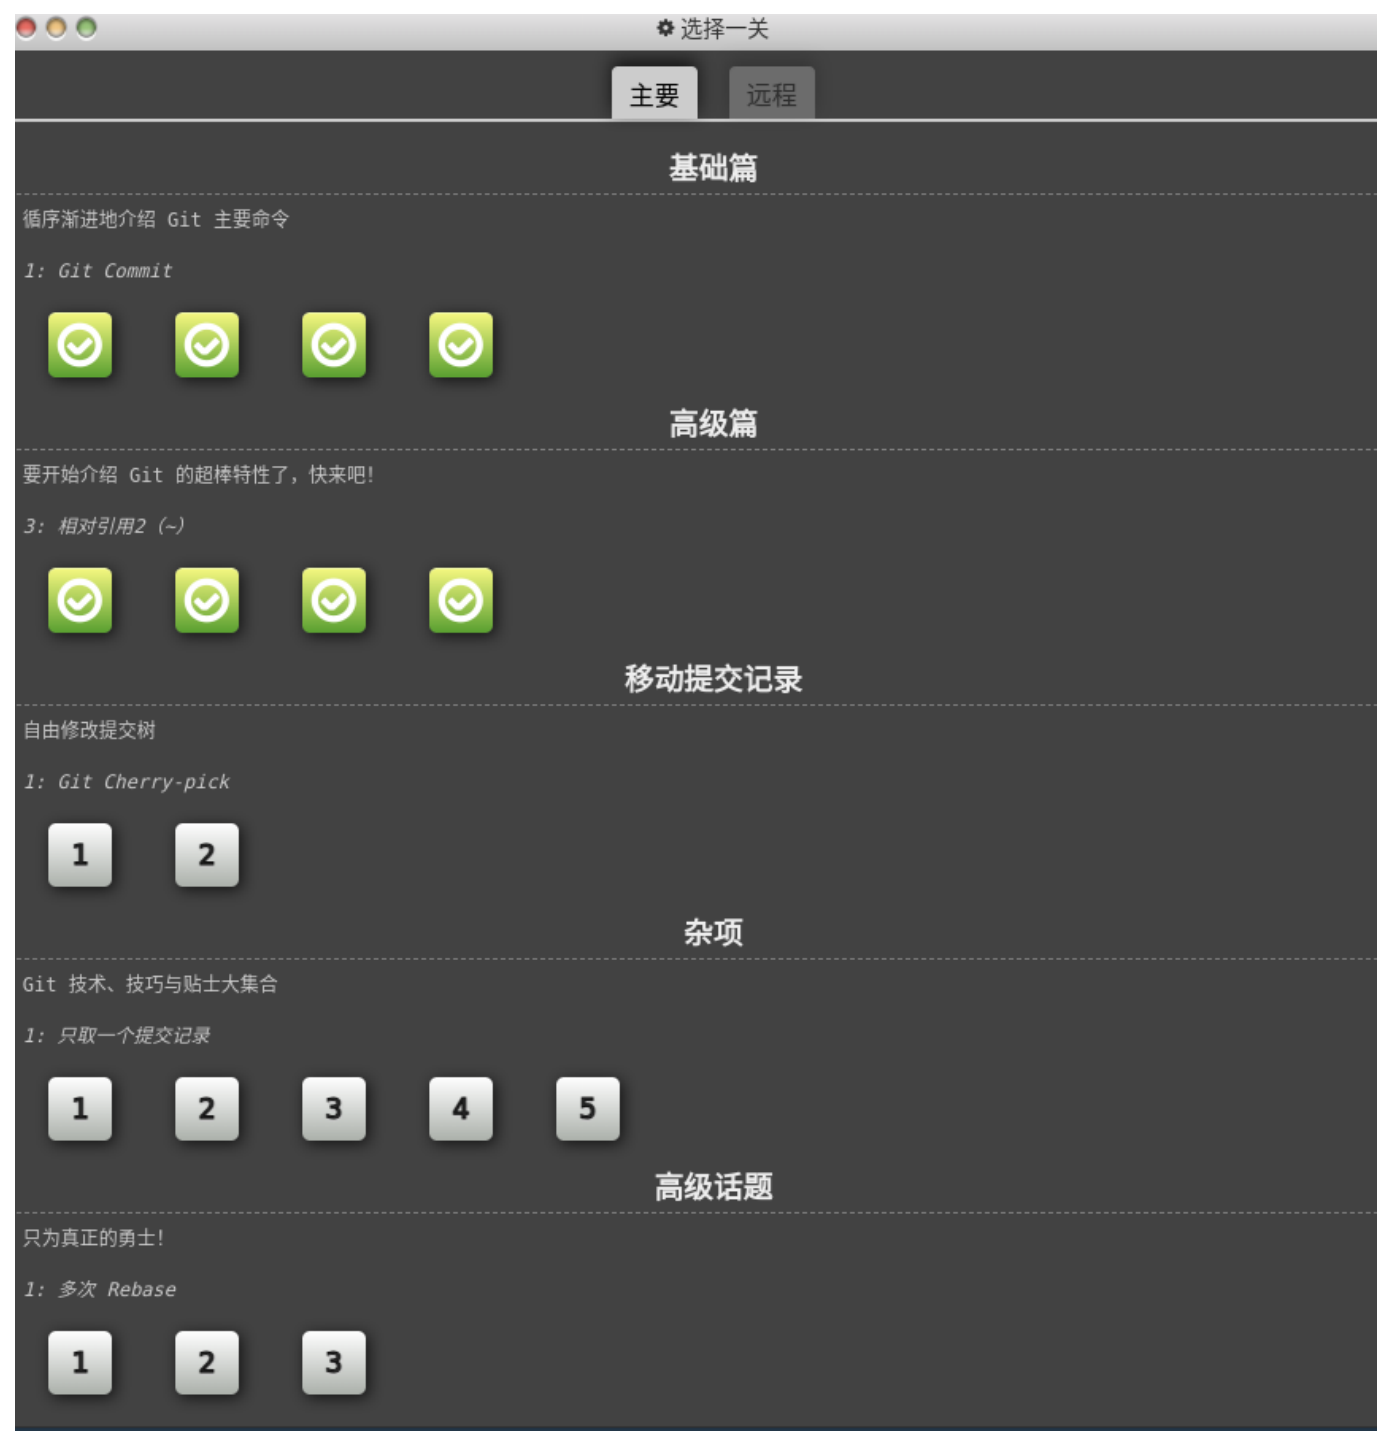 选择一关
主要 远程
基础篇
循序渐进地介绍 Git 主要命令
1: Git Commit
高级篇
要开始介绍 Git 的超棒特性了，快来吧！
3: 相对引用2（~）
移动提交记录
自由修改提交树
1: Git Cherry-pick
1 2
杂项
Git 技术、技巧与贴士大集合
1: 只取一个提交记录
1 2 3 4 5
高级话题
只为真正的勇士！
1: 多次 Rebase
1 2 3